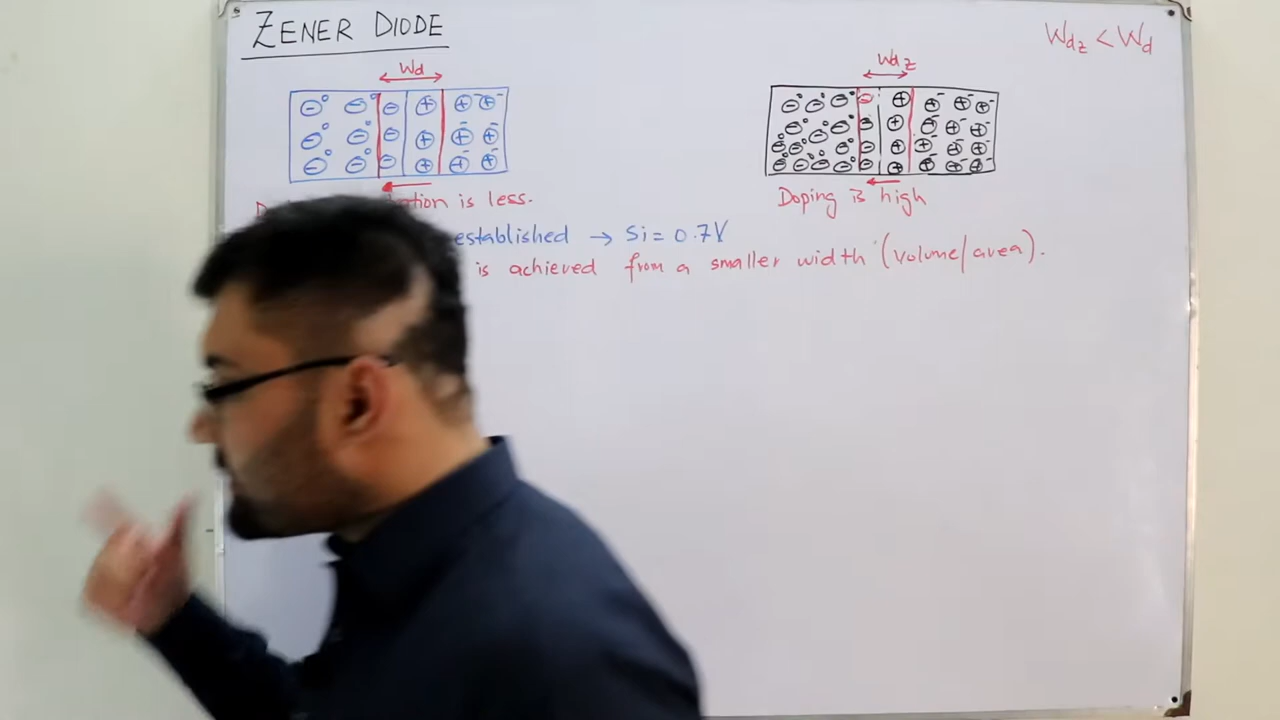 ZENER DIODE
Wdz < Wd
Wd
Wdz
is less.
Doping is high
established → Si = 0.7V
is achieved from a smaller width (volume/area).